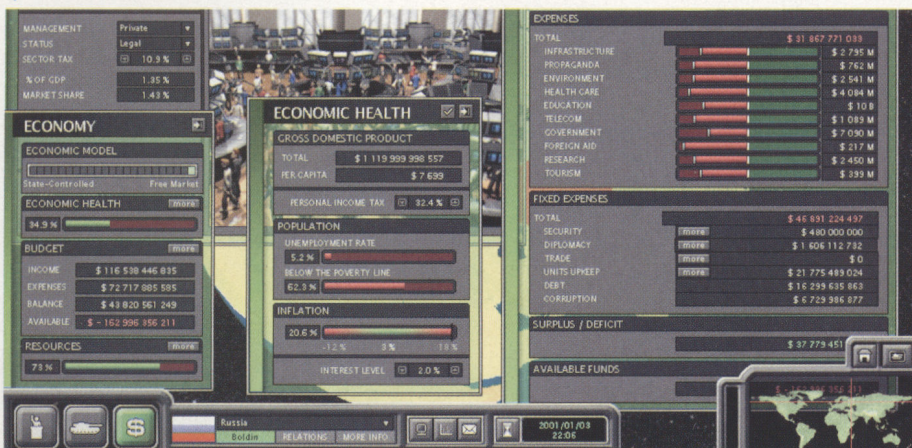 MANAGEMENT Private
STATUS Legal
SECTOR TAX 10.9 %
% OF GDP 1.35 %
MARKET SHARE 1.43 %
ECONOMY
ECONOMIC MODEL
State-Controlled Free Market
ECONOMIC HEALTH more
34.9 %
BUDGET more
INCOME $ 116 538 446 835
EXPENSES $ 72 717 885 585
BALANCE $ 43 820 561 249
AVAILABLE $ - 162 996 356 211
RESOURCES more
73 %
ECONOMIC HEALTH
GROSS DOMESTIC PRODUCT
TOTAL $ 1 119 999 998 557
PER CAPITA $ 7 699
PERSONAL INCOME TAX 32.4 %
POPULATION
UNEMPLOYMENT RATE
5.2 %
BELOW THE POVERTY LINE
62.3 %
INFLATION
20.6 %
-12 % 3 % 18 %
INTEREST LEVEL 2.0 %
EXPENSES
TOTAL $ 31 867 771 039
INFRASTRUCTURE $ 2 795 M
PROPAGANDA $ 762 M
ENVIRONMENT $ 2 541 M
HEALTH CARE $ 4 084 M
EDUCATION $ 10 B
TELECOM $ 1 089 M
GOVERNMENT $ 7 090 M
FOREIGN AID $ 217 M
RESEARCH $ 2 450 M
TOURISM $ 399 M
FIXED EXPENSES
TOTAL $ 46 891 224 497
SECURITY more $ 480 000 000
DIPLOMACY more $ 1 606 112 732
TRADE more $ 0
UNITS UPKEEP more $ 21 775 489 024
DEBT $ 16 299 635 863
CORRUPTION $ 6 729 986 877
SURPLUS / DEFICIT
$ 37 779 451
AVAILABLE FUNDS
$ - 162 996 356 211
S
Russia
Boldin RELATIONS MORE INFO
2001/01/03
22:06